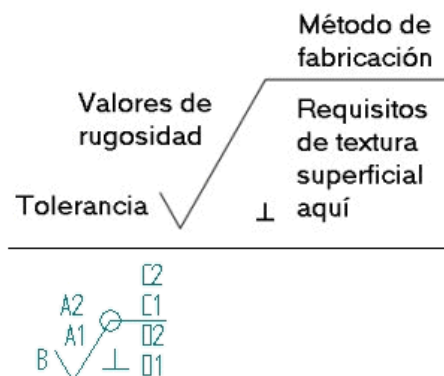 Método de
fabricación
Valores de
rugosidad
Requisitos
de textura
superficial
aquí
Tolerancia
C2
A2
C1
A1
D2
B
D1